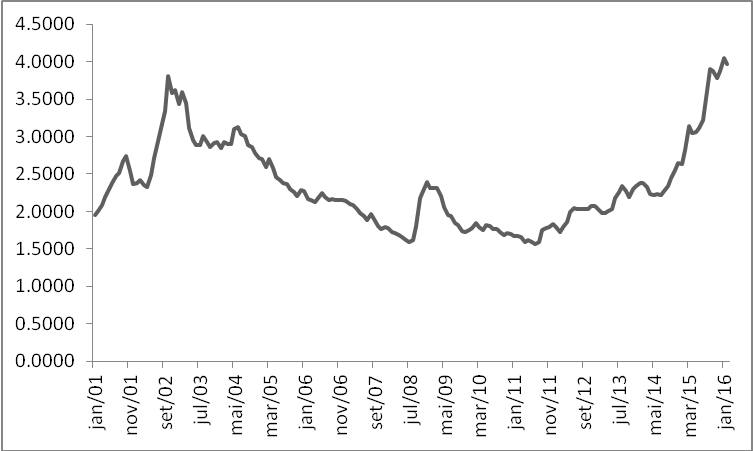 4.5000
4.0000
3.5000
3.0000
2.5000
2.0000
1.5000
1.0000
0.5000
0.0000
jan/01
nov/01
set/02
jul/03
mai/04
mar/05
jan/06
nov/06
set/07
jul/08
mai/09
mar/10
jan/11
nov/11
set/12
jul/13
mai/14
mar/15
jan/16